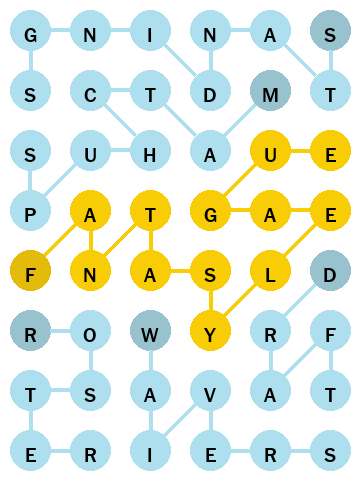 G N I N A S
S C T D M T
S U H A U E
P A T G A E
F N A S L D
R O W Y R F
T S A V A T
E R I E R S